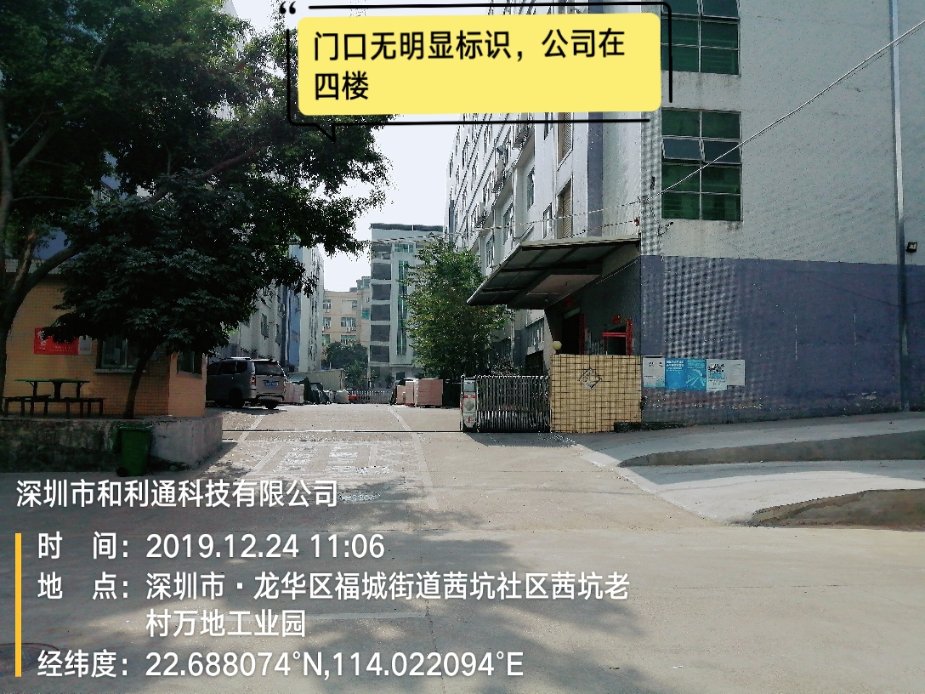 门口无明显标识，公司在
四楼
深圳市和利通科技有限公司
时 间：2019.12.24 11:06
地 点：深圳市·龙华区福城街道茜坑社区茜坑老
村万地工业园
经纬度：22.688074°N,114.022094°E